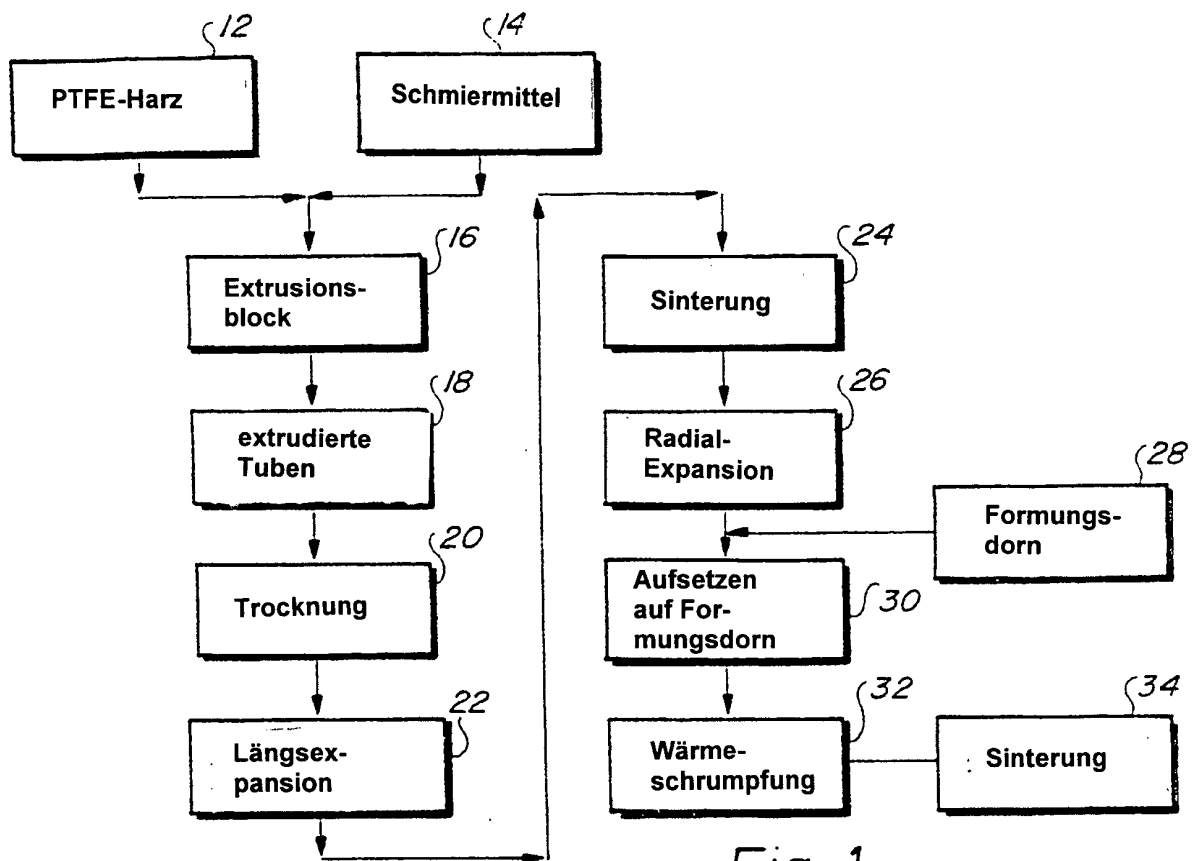 12
PTFE-Harz
14
Schmiermittel
16
Extrusions-
block
18
extrudierte
Tuben
20
Trocknung
22
Längsex-
pansion
24
Sinterung
26
Radial-
Expansion
28
Formungs-
dorn
30
Aufsetzen
auf For-
mungsdorn
32
Wärme-
schrumpfung
34
Sinterung
Fig. 1